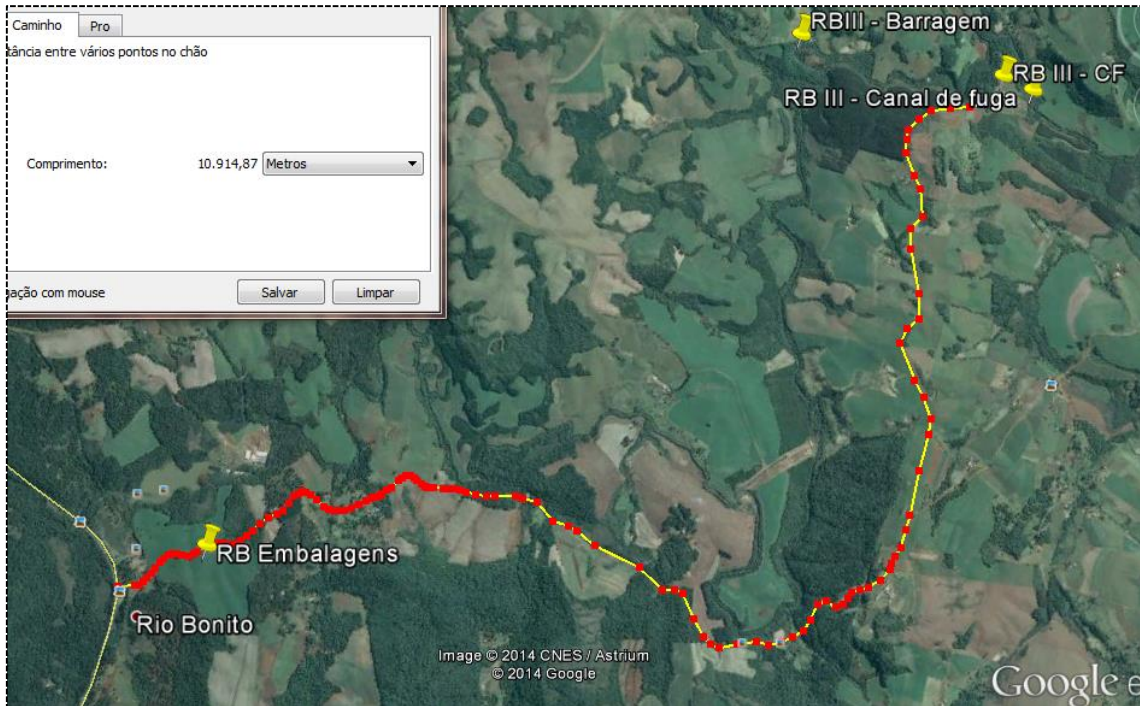 Caminho
Pro
tância entre vários pontos no chão
Comprimento:
10.914,87
Metros
gação com mouse
Salvar
Limpar
RBIII - Barragem
RB III - CF
RB III - Canal de fuga
RB Embalagens
Rio Bonito
Image © 2014 CNES / Astrium
© 2014 Google
Google e